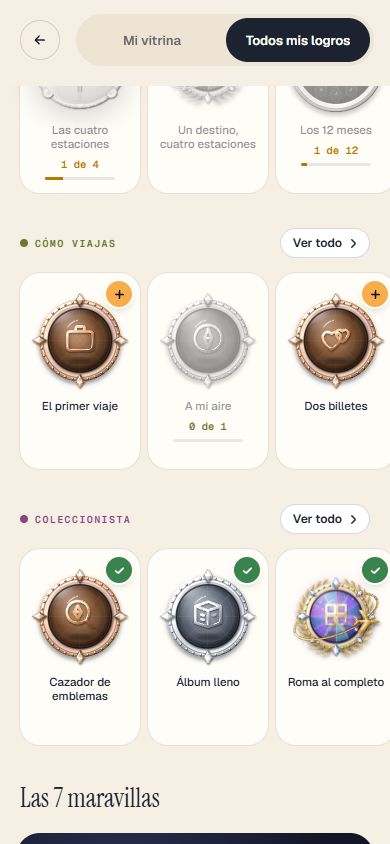 Mi vitrina
Todos mis logros
Las cuatro
estaciones
1 de 4
Un destino,
cuatro estaciones
Los 12 meses
1 de 12
CÓMO VIAJAS
Ver todo
El primer viaje
A mi aire
0 de 1
Dos billetes
COLECCIONISTA
Ver todo
Cazador de
emblemas
Álbum lleno
Roma al completo
Las 7 maravillas